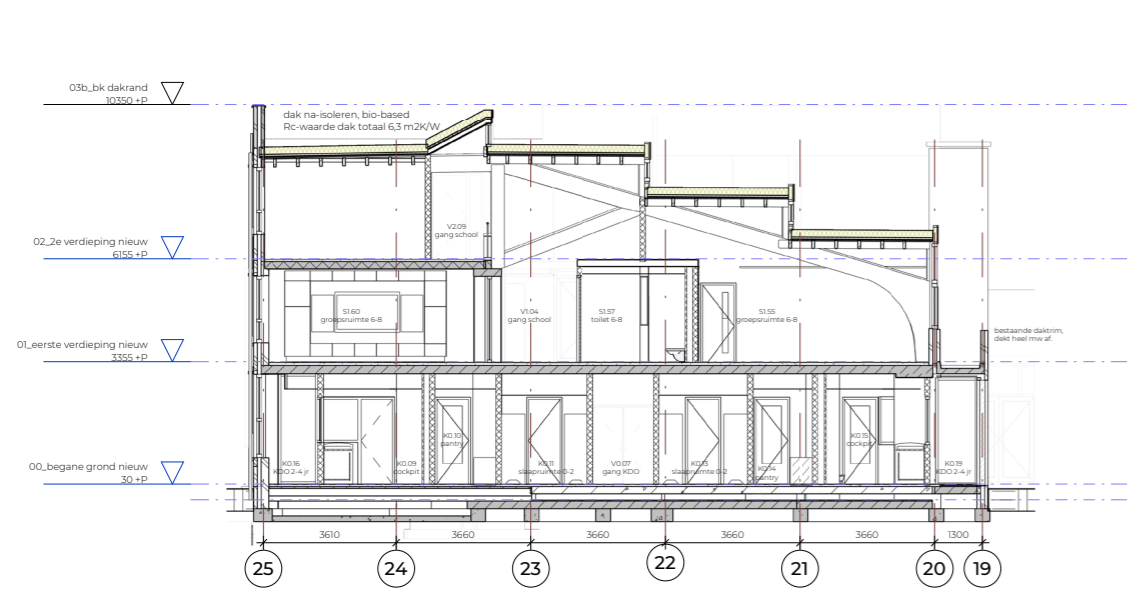 03b_bk dakrand
10350 +P
dak na-isoleren, bio-based
Rc-waarde dak totaal 6,3 m2K/W
V2.09
gang school
02_2e verdieping nieuw
6155 +P
S1.60
groepsruimte 6-8
V1.04
gang school
S1.57
toilet 6-8
S1.55
groepsruimte 6-8
bestaande daktrim,
dekt heel mw af.
01_eerste verdieping nieuw
3355 +P
K0.10
pantry
K0.15
cockpit
00_begane grond nieuw
30 +P
K0.16
KDO 2-4 jr
K0.09
cockpit
K0.11
slaapruimte 0-2
V0.07
gang KDO
K0.13
slaapruimte 0-2
K0.14
pantry
K0.19
KDO 2-4 jr
3610
3660
3660
3660
3660
1300
25
24
23
22
21
20
19